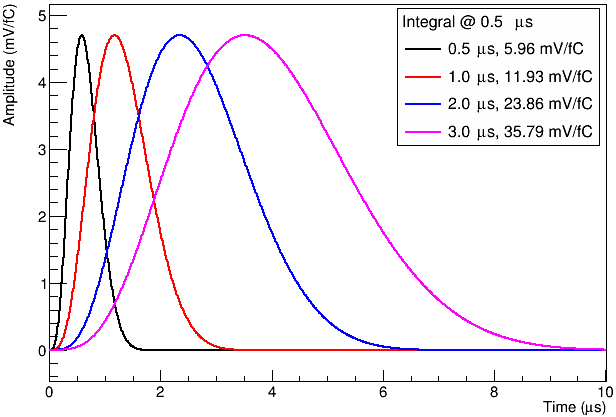 Amplitude (mV/fC)
5
4
3
2
1
0
Integral @ 0.5 μs
0.5 μs, 5.96 mV/fC
1.0 μs, 11.93 mV/fC
2.0 μs, 23.86 mV/fC
3.0 μs, 35.79 mV/fC
0 2 4 6 8 10
Time (μs)